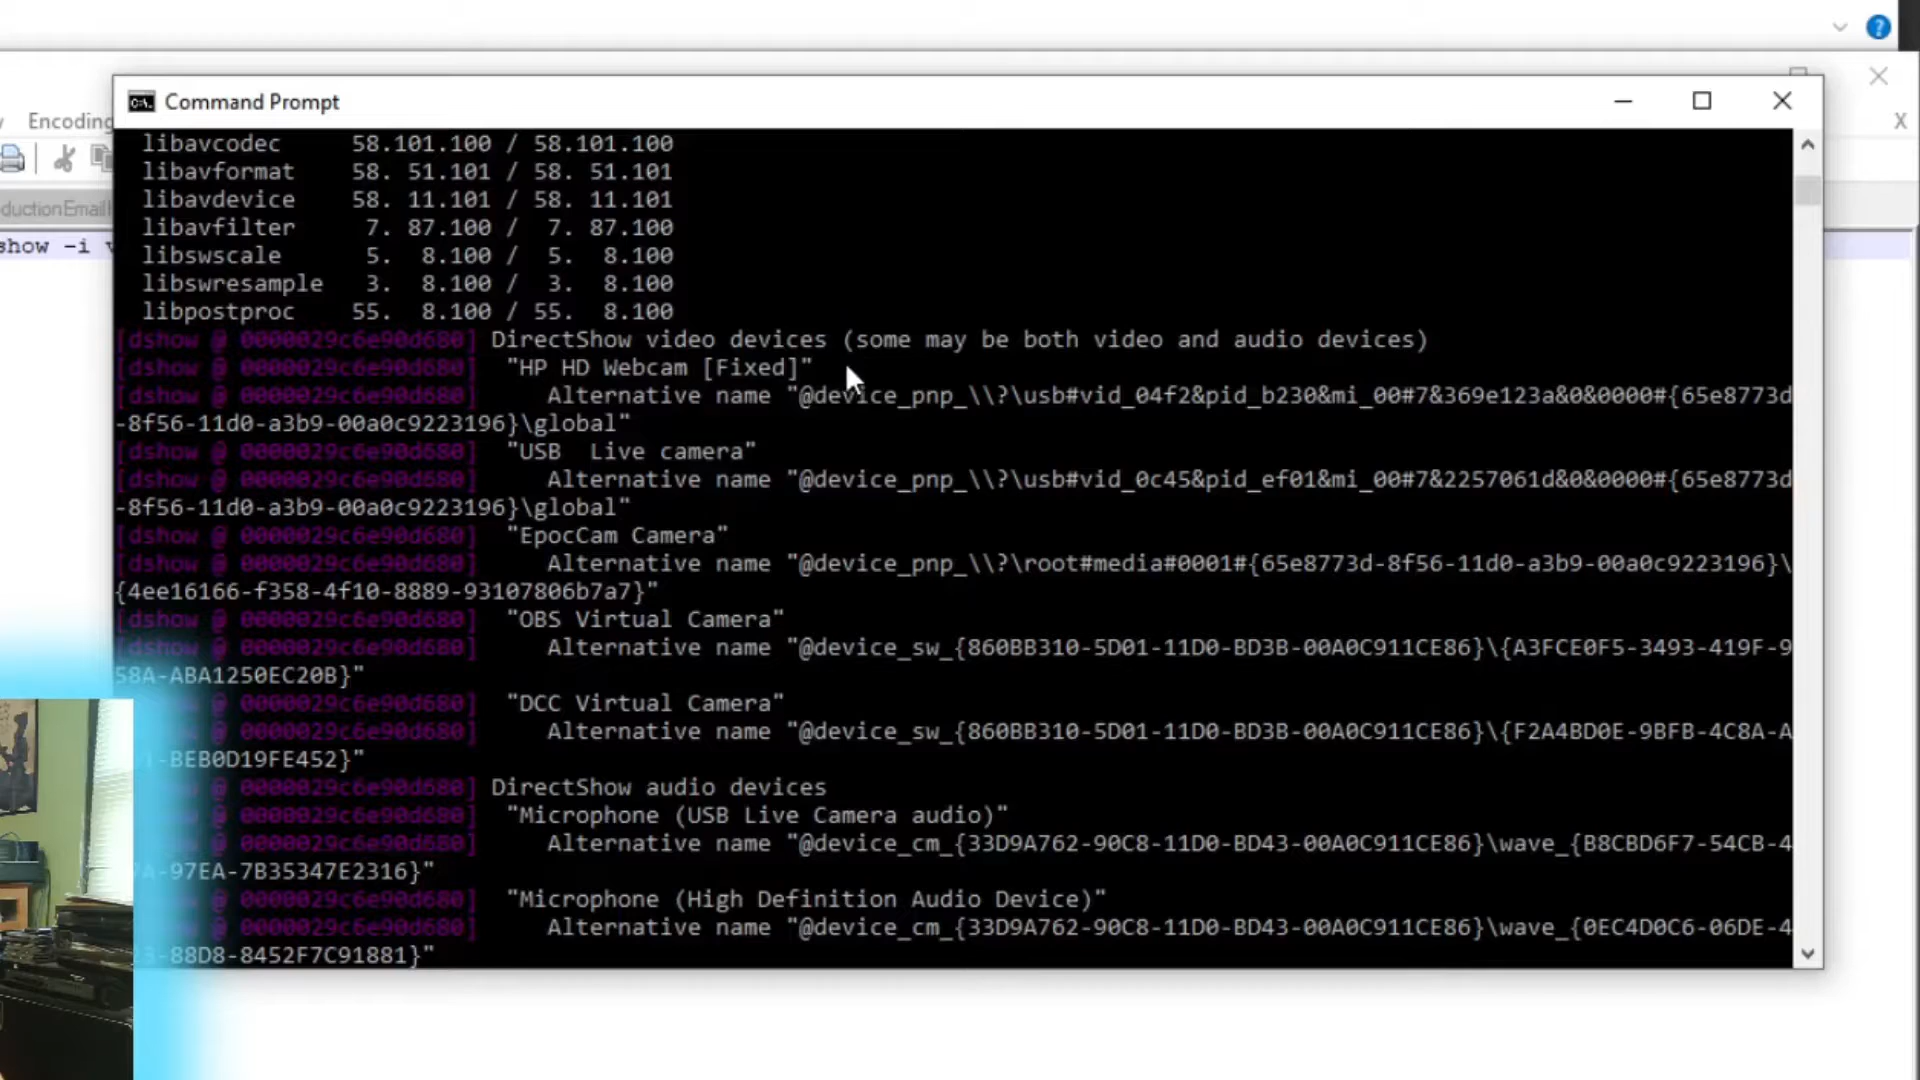 Command Prompt
Encoding
X
ductionEmail
show -i
libavcodec     58.101.100 / 58.101.100
libavformat    58. 51.101 / 58. 51.101
libavdevice    58. 11.101 / 58. 11.101
libavfilter     7. 87.100 /  7. 87.100
libswscale      5.  8.100 /  5.  8.100
libswresample   3.  8.100 /  3.  8.100
libpostproc    55.  8.100 / 55.  8.100
[dshow @ 0000029c6e90d680] DirectShow video devices (some may be both video and audio devices)
[dshow @ 0000029c6e90d680]  "HP HD Webcam [Fixed]"
[dshow @ 0000029c6e90d680]     Alternative name "@device_pnp_\\?\usb#vid_04f2&pid_b230&mi_00#7&369e123a&0&0000#{65e8773d
-8f56-11d0-a3b9-00a0c9223196}\global"
[dshow @ 0000029c6e90d680]  "USB  Live camera"
[dshow @ 0000029c6e90d680]     Alternative name "@device_pnp_\\?\usb#vid_0c45&pid_ef01&mi_00#7&2257061d&0&0000#{65e8773d
-8f56-11d0-a3b9-00a0c9223196}\global"
[dshow @ 0000029c6e90d680]  "EpocCam Camera"
[dshow @ 0000029c6e90d680]     Alternative name "@device_pnp_\\?\root#media#0001#{65e8773d-8f56-11d0-a3b9-00a0c9223196}\
{4ee16166-f358-4f10-8889-93107806b7a7}"
[dshow @ 0000029c6e90d680]  "OBS Virtual Camera"
[dshow @ 0000029c6e90d680]     Alternative name "@device_sw_{860BB310-5D01-11D0-BD3B-00A0C911CE86}\{A3FCE0F5-3493-419F-9
58A-ABA1250EC20B}"
[dshow @ 0000029c6e90d680]  "DCC Virtual Camera"
@ 0000029c6e90d680]     Alternative name "@device_sw_{860BB310-5D01-11D0-BD3B-00A0C911CE86}\{F2A4BD0E-9BFB-4C8A-A
-BEB0D19FE452}"
@ 0000029c6e90d680] DirectShow audio devices
@ 0000029c6e90d680]  "Microphone (USB Live Camera audio)"
@ 0000029c6e90d680]     Alternative name "@device_cm_{33D9A762-90C8-11D0-BD43-00A0C911CE86}\wave_{B8CBD6F7-54CB-4
7A-97EA-7B35347E2316}"
@ 0000029c6e90d680]  "Microphone (High Definition Audio Device)"
@ 0000029c6e90d680]     Alternative name "@device_cm_{33D9A762-90C8-11D0-BD43-00A0C911CE86}\wave_{0EC4D0C6-06DE-4
-88D8-8452F7C91881}"